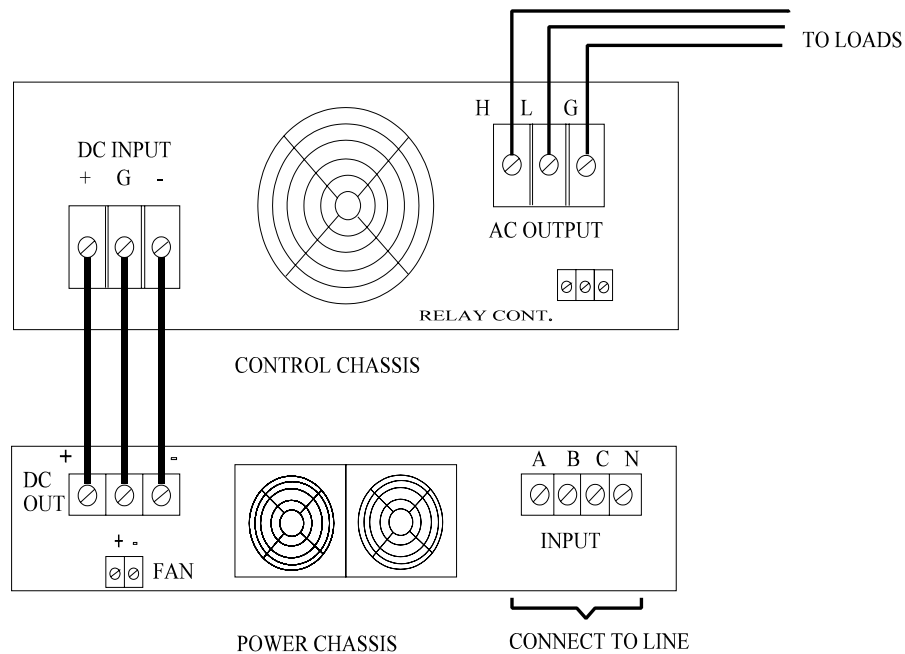 TO LOADS
H L G
DC INPUT
+ G -
AC OUTPUT
RELAY CONT.
CONTROL CHASSIS
+ -
DC
OUT
A B C N
INPUT
+ -
FAN
POWER CHASSIS
CONNECT TO LINE